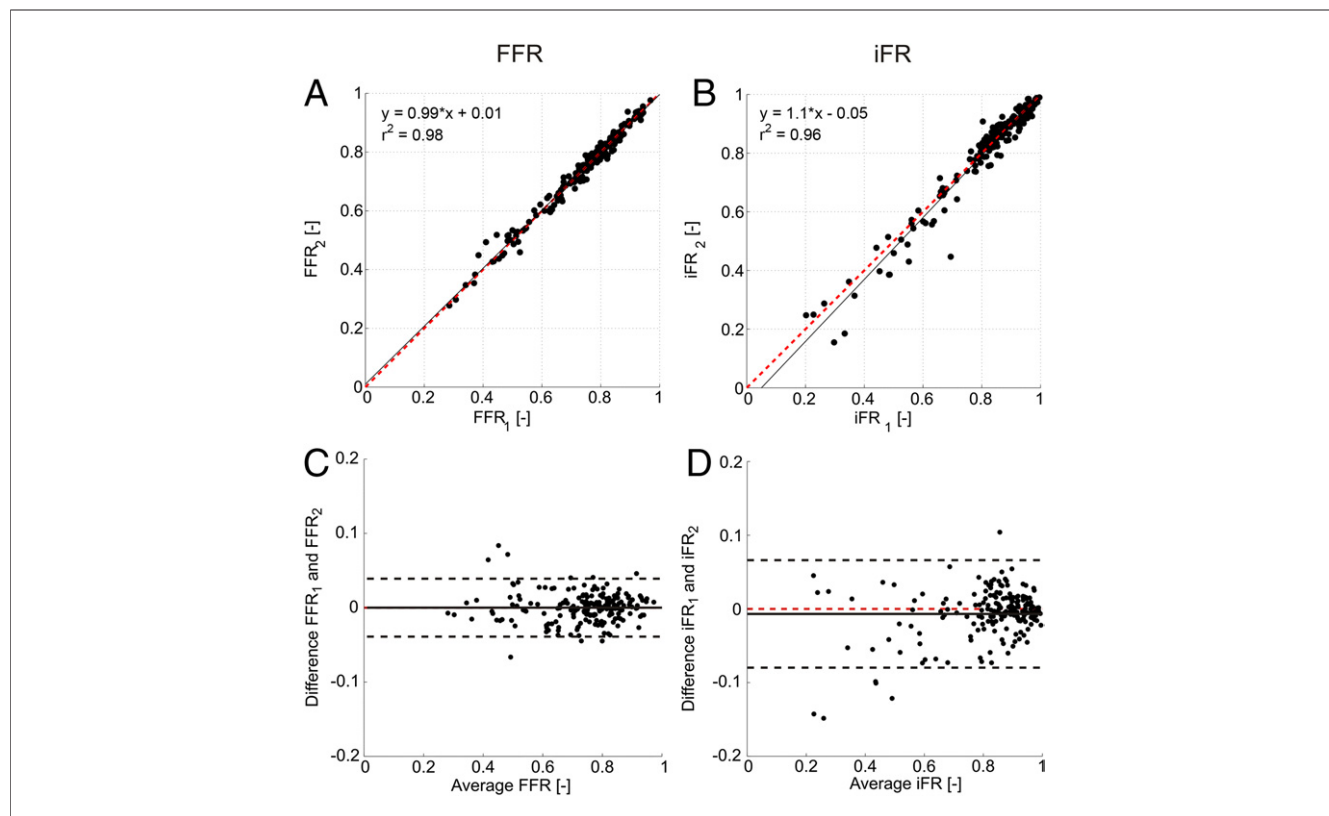 FFR
iFR
A
y = 0.99*x + 0.01
r² = 0.98
1
0.8
0.6
0.4
0.2
0
FFR₂ [-]
0
0.2
0.4
0.6
0.8
1
FFR₁ [-]
B
y = 1.1*x - 0.05
r² = 0.96
1
0.8
0.6
0.4
0.2
0
iFR ₂ [-]
0
0.2
0.4
0.6
0.8
1
iFR ₁ [-]
C
0.2
0.1
0
-0.1
-0.2
Difference FFR₁ and FFR₂
0
0.2
0.4
0.6
0.8
1
Average FFR [-]
D
0.2
0.1
0
-0.1
-0.2
Difference iFR₁ and iFR₂
0
0.2
0.4
0.6
0.8
1
Average iFR [-]